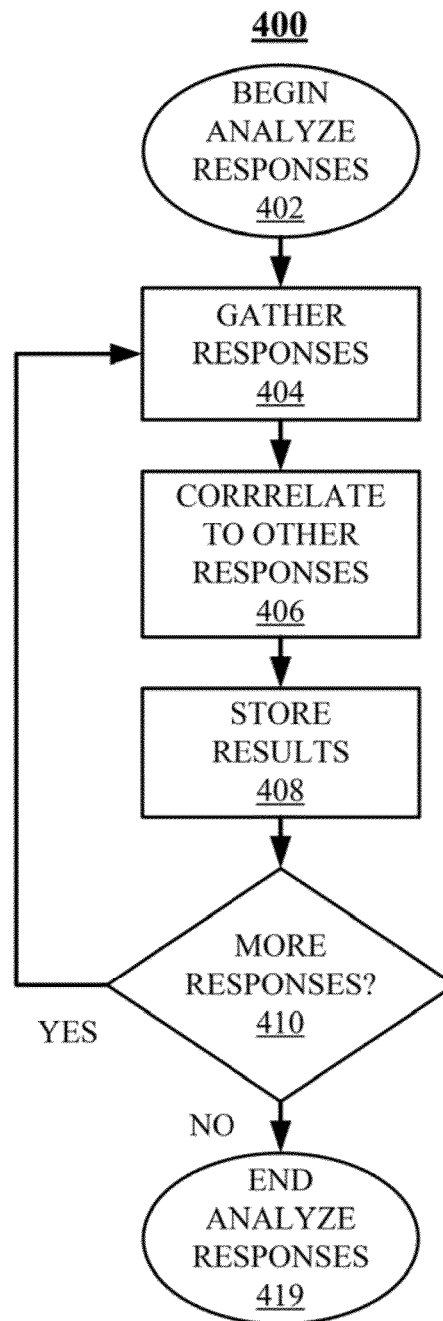 400
BEGIN
ANALYZE
RESPONSES
402
GATHER
RESPONSES
404
CORRRELATE
TO OTHER
RESPONSES
406
STORE
RESULTS
408
MORE
RESPONSES?
410
YES
NO
END
ANALYZE
RESPONSES
419